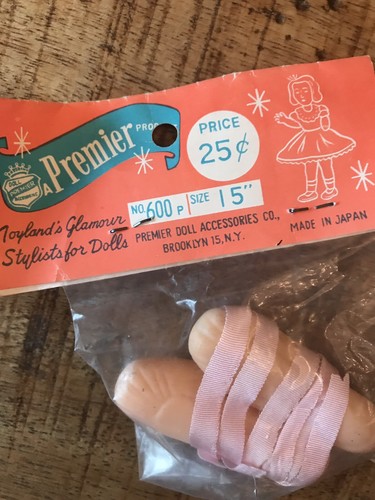 A Premier PROD
PRICE
25¢
NO. 600 P SIZE 15"
Toyland's Glamour
Stylists for Dolls
PREMIER DOLL ACCESSORIES CO.,
BROOKLYN 15, N.Y.
MADE IN JAPAN